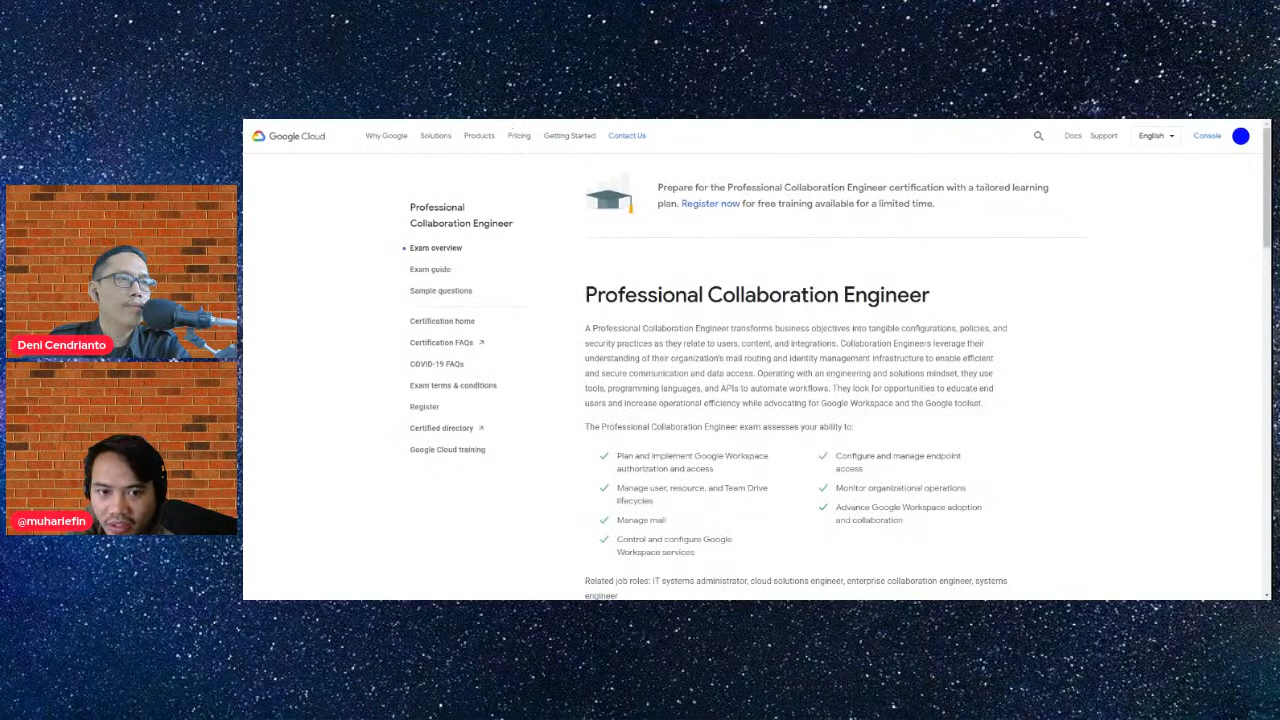 Google Cloud
Why Google
Solutions
Products
Pricing
Getting Started
Contact Us
Docs
Support
English
Console
Prepare for the Professional Collaboration Engineer certification with a tailored learning
plan. Register now for free training available for a limited time.
Professional
Collaboration Engineer
Exam overview
Exam guide
Sample questions
Certification home
Certification FAQs
COVID-19 FAQs
Exam terms & conditions
Register
Certified directory
Google Cloud training
Professional Collaboration Engineer
A Professional Collaboration Engineer transforms business objectives into tangible configurations, policies, and
security practices as they relate to users, content, and integrations. Collaboration Engineers leverage their
understanding of their organization's mail routing and identity management infrastructure to enable efficient
and secure communication and data access. Operating with an engineering and solutions mindset, they use
tools, programming languages, and APIs to automate workflows. They look for opportunities to educate end
users and increase operational efficiency while advocating for Google Workspace and the Google toolset.
The Professional Collaboration Engineer exam assesses your ability to:
Plan and implement Google Workspace
authorization and access
Manage user, resource, and Team Drive
lifecycles
Manage mail
Control and configure Google
Workspace services
Configure and manage endpoint
access
Monitor organizational operations
Advance Google Workspace adoption
and collaboration
Related job roles: IT systems administrator, cloud solutions engineer, enterprise collaboration engineer, systems
engineer
Deni Cendrianto
@muhariefin